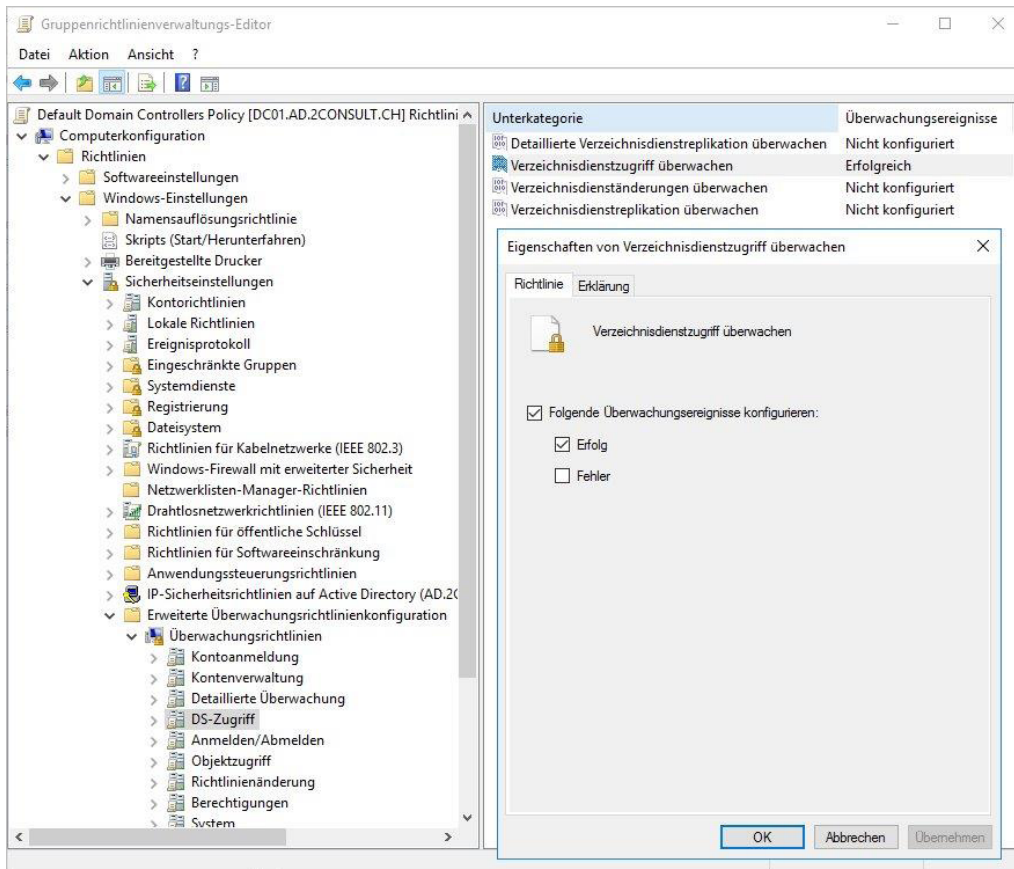 Gruppenrichtlinienverwaltungs-Editor
Datei Aktion Ansicht ?
Default Domain Controllers Policy [DC01.AD.2CONSULT.CH] Richtlini
Computerkonfiguration
Richtlinien
Softwareeinstellungen
Windows-Einstellungen
Namensauflösungsrichtlinie
Skripts (Start/Herunterfahren)
Bereitgestellte Drucker
Sicherheitseinstellungen
Kontorichtlinien
Lokale Richtlinien
Ereignisprotokoll
Eingeschränkte Gruppen
Systemdienste
Registrierung
Dateisystem
Richtlinien für Kabelnetzwerke (IEEE 802.3)
Windows-Firewall mit erweiterter Sicherheit
Netzwerklisten-Manager-Richtlinien
Drahtlosnetzwerkrichtlinien (IEEE 802.11)
Richtlinien für öffentliche Schlüssel
Richtlinien für Softwareeinschränkung
Anwendungssteuerungsrichtlinien
IP-Sicherheitsrichtlinien auf Active Directory (AD.2C
Erweiterte Überwachungsrichtlinienkonfiguration
Überwachungsrichtlinien
Kontoanmeldung
Kontenverwaltung
Detaillierte Überwachung
DS-Zugriff
Anmelden/Abmelden
Objektzugriff
Richtlinienänderung
Berechtigungen
System
Unterkategorie Überwachungsereignisse
Detaillierte Verzeichnisdienstreplikation überwachen Nicht konfiguriert
Verzeichnisdienstzugriff überwachen Erfolgreich
Verzeichnisdienständerungen überwachen Nicht konfiguriert
Verzeichnisdienstreplikation überwachen Nicht konfiguriert
Eigenschaften von Verzeichnisdienstzugriff überwachen
Richtlinie Erklärung
Verzeichnisdienstzugriff überwachen
Folgende Überwachungsereignisse konfigurieren:
Erfolg
Fehler
OK Abbrechen Übernehmen